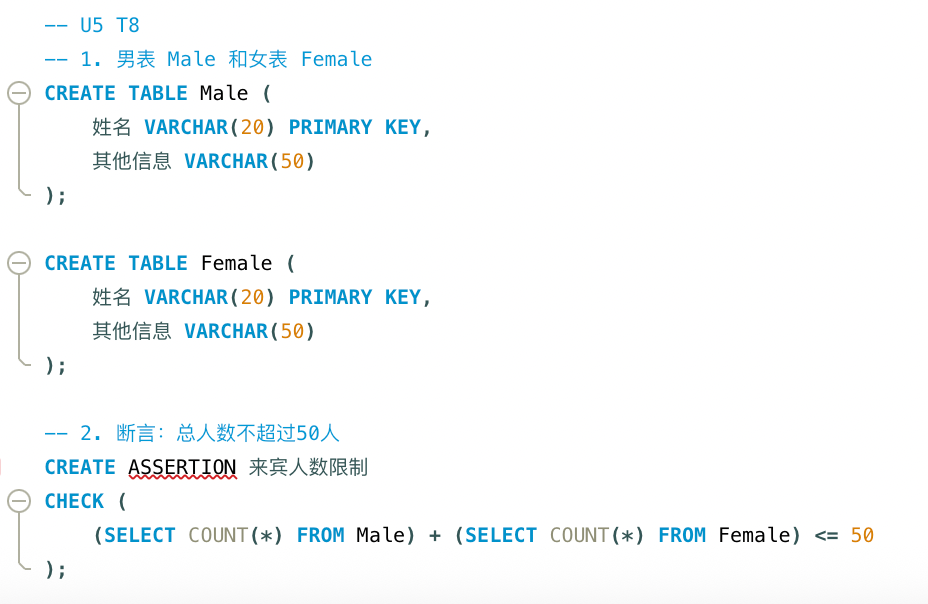 -- U5 T8
-- 1. 男表 Male 和女表 Female
CREATE TABLE Male (
姓名 VARCHAR(20) PRIMARY KEY,
其他信息 VARCHAR(50)
);
CREATE TABLE Female (
姓名 VARCHAR(20) PRIMARY KEY,
其他信息 VARCHAR(50)
);
-- 2. 断言：总人数不超过50人
CREATE ASSERTION 来宾人数限制
CHECK (
(SELECT COUNT(*) FROM Male) + (SELECT COUNT(*) FROM Female) <= 50
);